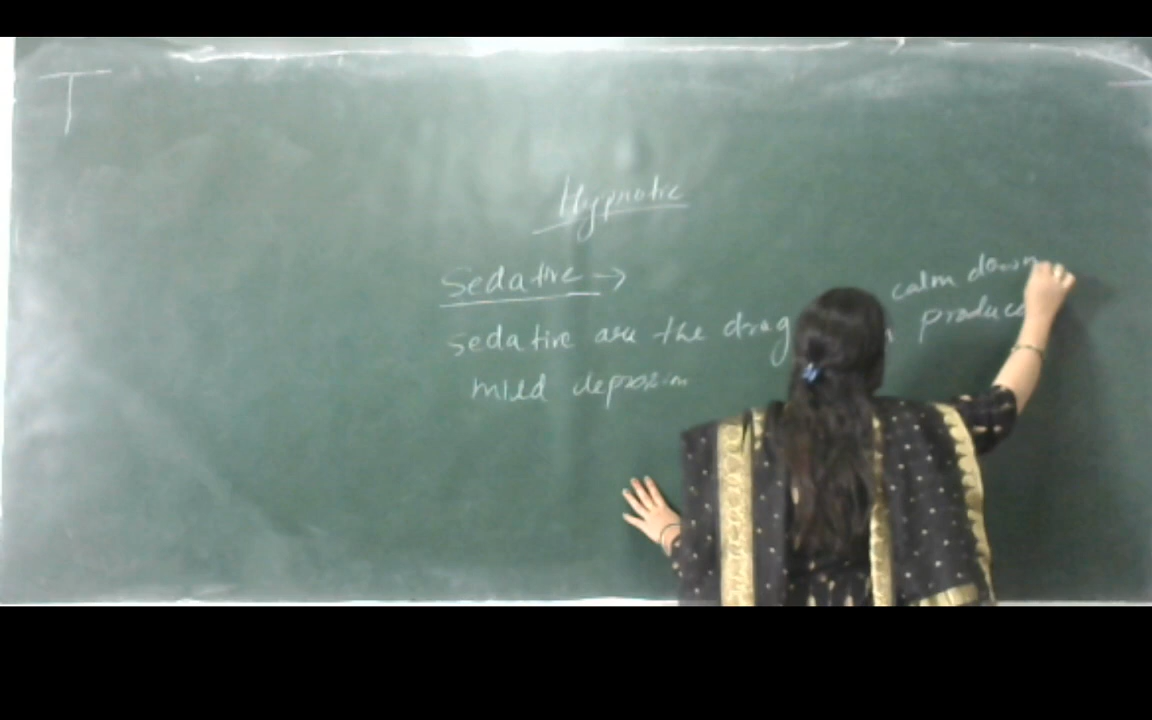 T
Hypnotic
Sedative →
calm down
sedative are the drug produce
mild depression